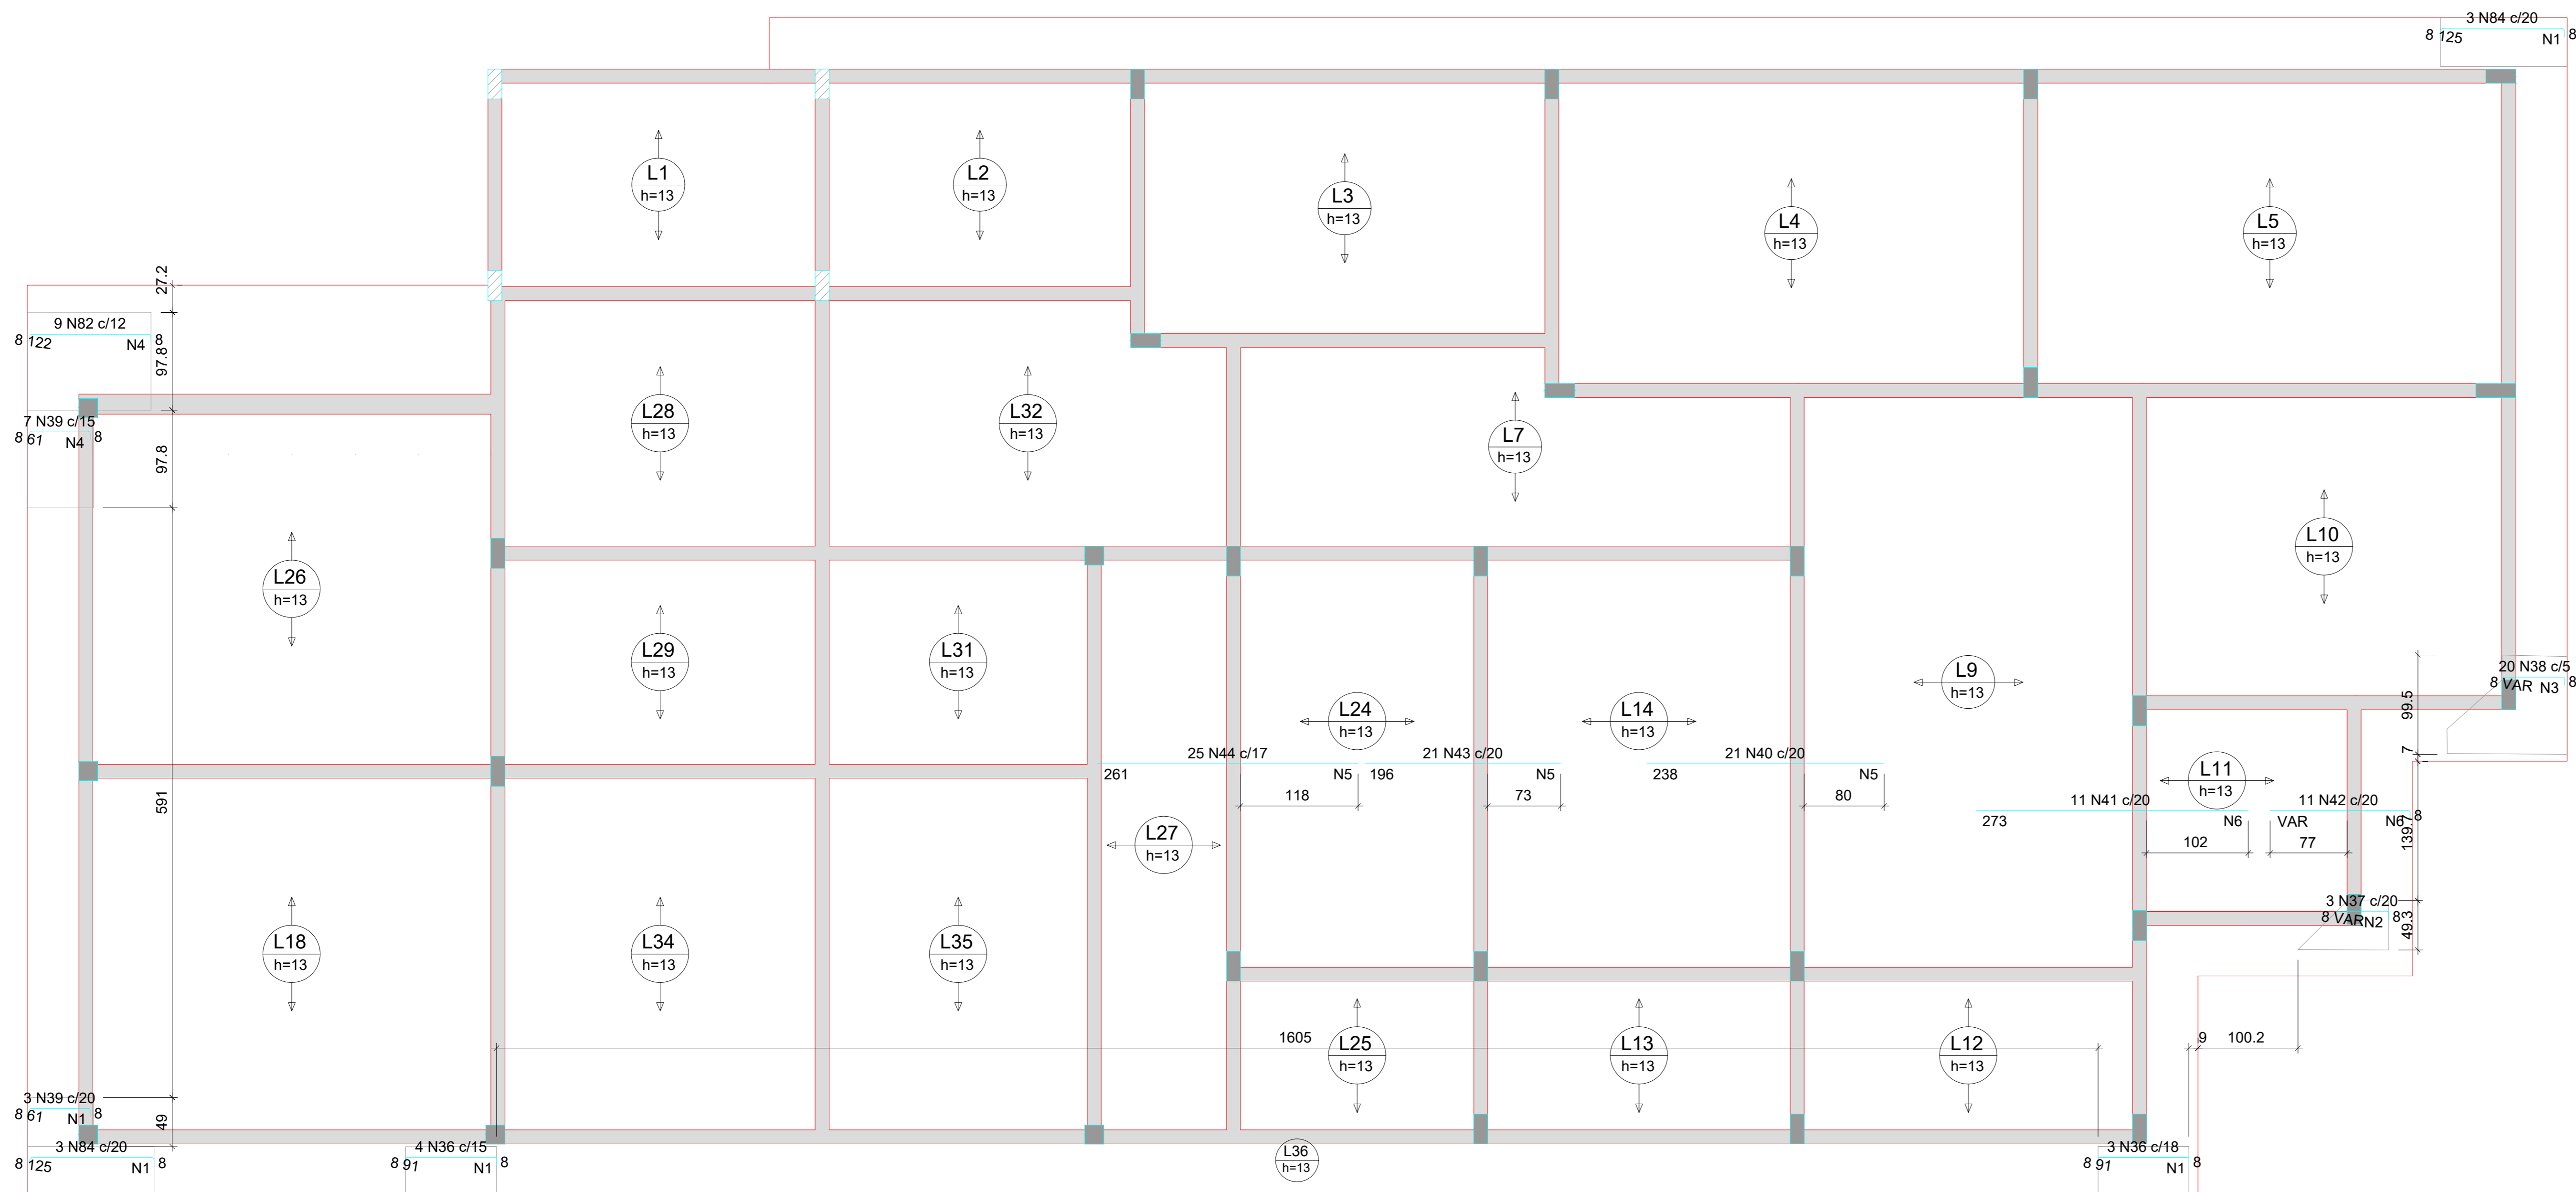 3 N84 c/20
8 125 N1 8
L1
h=13
L2
h=13
L3
h=13
L4
h=13
L5
h=13
27.2
9 N82 c/12
8 122 N4 8
97.8
7 N39 c/15
8 61 N4 8
97.8
L28
h=13
L32
h=13
L7
h=13
L10
h=13
L26
h=13
L29
h=13
L31
h=13
L9
h=13
20 N38 c/5
8 VAR N3 8
99.5
7
L24
h=13
L14
h=13
25 N44 c/17
261 N5
118
21 N43 c/20
196 N5
73
21 N40 c/20
238 N5
80
L11
h=13
11 N41 c/20
273 N6
102
11 N42 c/20
VAR N6 8
77
139.7
591
L27
h=13
3 N37 c/20
8 VAR N2 8
49.3
L18
h=13
L34
h=13
L35
h=13
1605
L25
h=13
L13
h=13
L12
h=13
9 100.2
3 N39 c/20
8 61 N1 8
49
3 N84 c/20
8 125 N1 8
4 N36 c/15
8 91 N1 8
L36
h=13
3 N36 c/18
8 91 N1 8